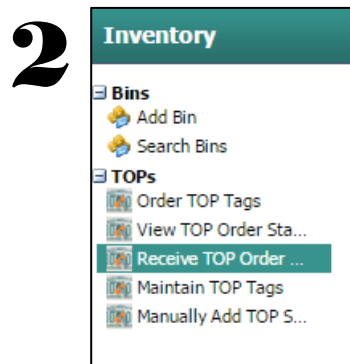 2
Inventory
Bins
Add Bin
Search Bins
TOPs
Order TOP Tags
View TOP Order Sta...
Receive TOP Order ...
Maintain TOP Tags
Manually Add TOP S...